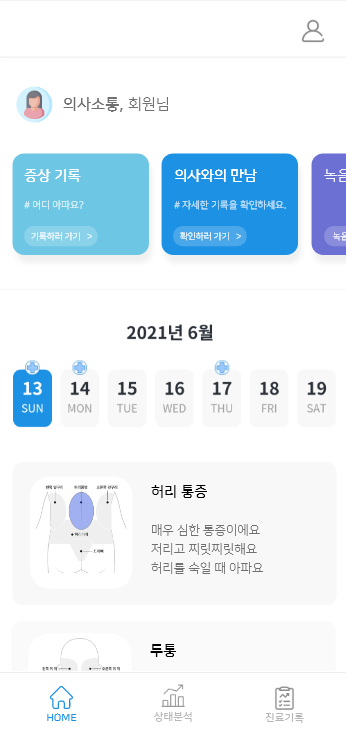 의사소통, 회원님
증상 기록
# 어디 아파요?
기록하러 가기 >
의사와의 만남
# 자세한 기록을 확인하세요.
확인하러 가기 >
녹음
# 녹
녹음
2021년 6월
13 14 15 16 17 18 19
SUN MON TUE WED THU FRI SAT
허리 통증
매우 심한 통증이에요
저리고 찌릿찌릿해요
허리를 숙일 때 아파요
두통
HOME
상태분석
진료기록